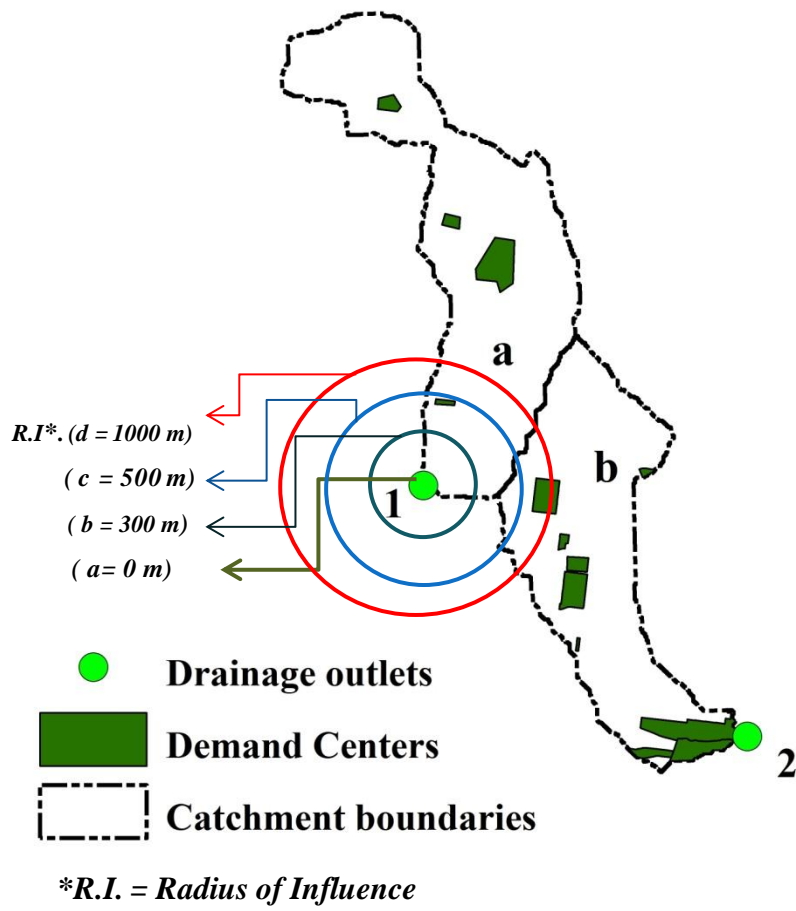 a
R.I*. (d = 1000 m)
b
( c = 500 m)
1
( b = 300 m)
( a= 0 m)
Drainage outlets
Demand Centers
2
Catchment boundaries
*R.I. = Radius of Influence